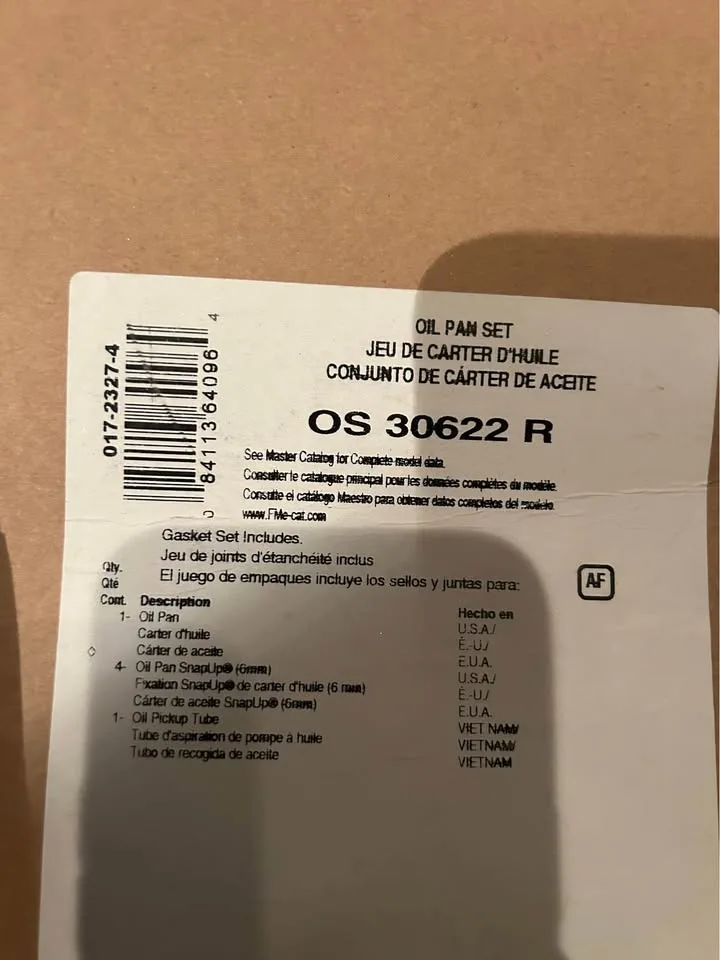 OIL PAN SET
JEU DE CARTER D'HUILE
CONJUNTO DE CÁRTER DE ACEITE
017-2327-4
0 84113 64096 4
OS 30622 R
See Master Catalog for Complete model data.
Consulter le catalogue principal pour les données complètes du modèle.
Consulte el catálogo Maestro para obtener datos completos del modelo.
www.FMe-cat.com
Gasket Set Includes.
Jeu de joints d'étanchéité inclus
El juego de empaques incluye los sellos y juntas para:
AF
Qty.
Qté
Cont. Description Hecho en
1- Oil Pan U.S.A./
Carter d'huile É.-U./
Cárter de aceite E.U.A.
4- Oil Pan SnapUp® (6mm) U.S.A./
Fixation SnapUp® de carter d'huile (6 mm) É.-U./
Cárter de aceite SnapUp® (6mm) E.U.A.
1- Oil Pickup Tube VIET NAM/
Tube d'aspiration de pompe à huile VIETNAM/
Tubo de recogida de aceite VIETNAM